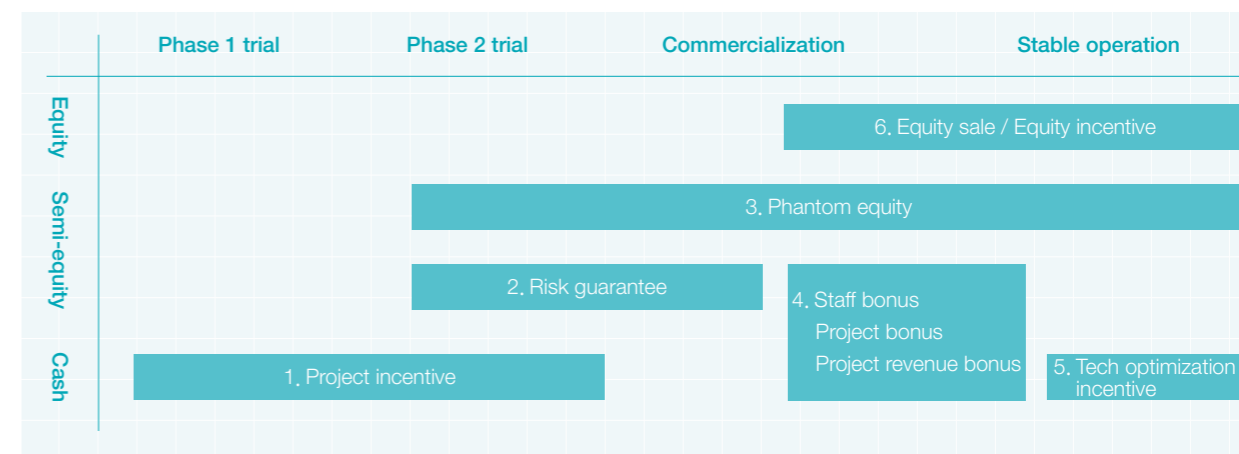 Phase 1 trial
Phase 2 trial
Commercialization
Stable operation
Equity
6. Equity sale / Equity incentive
Semi-equity
3. Phantom equity
2. Risk guarantee
4. Staff bonus
Project bonus
Project revenue bonus
Cash
1. Project incentive
5. Tech optimization
incentive